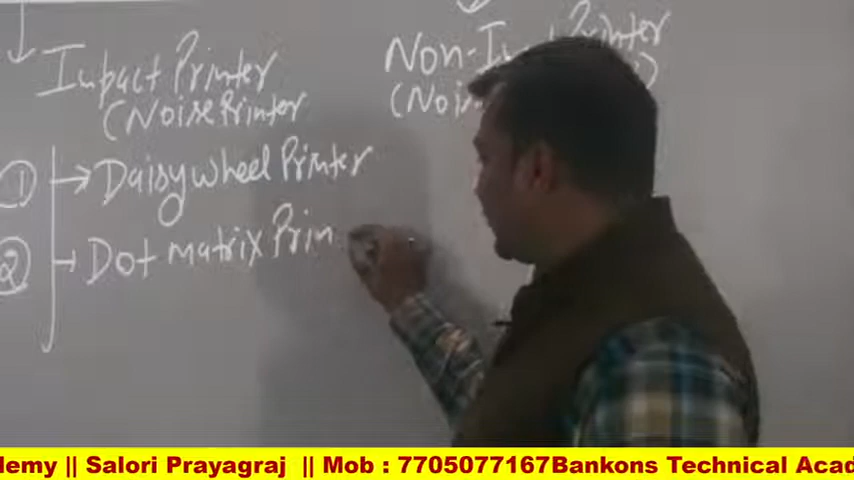 Impact Printer
(Noise Printer
Non-I
(Noi
① → Daisywheel Printer
② → Dot matrix Prin
demy || Salori Prayagraj || Mob : 7705077167Bankons Technical Acad